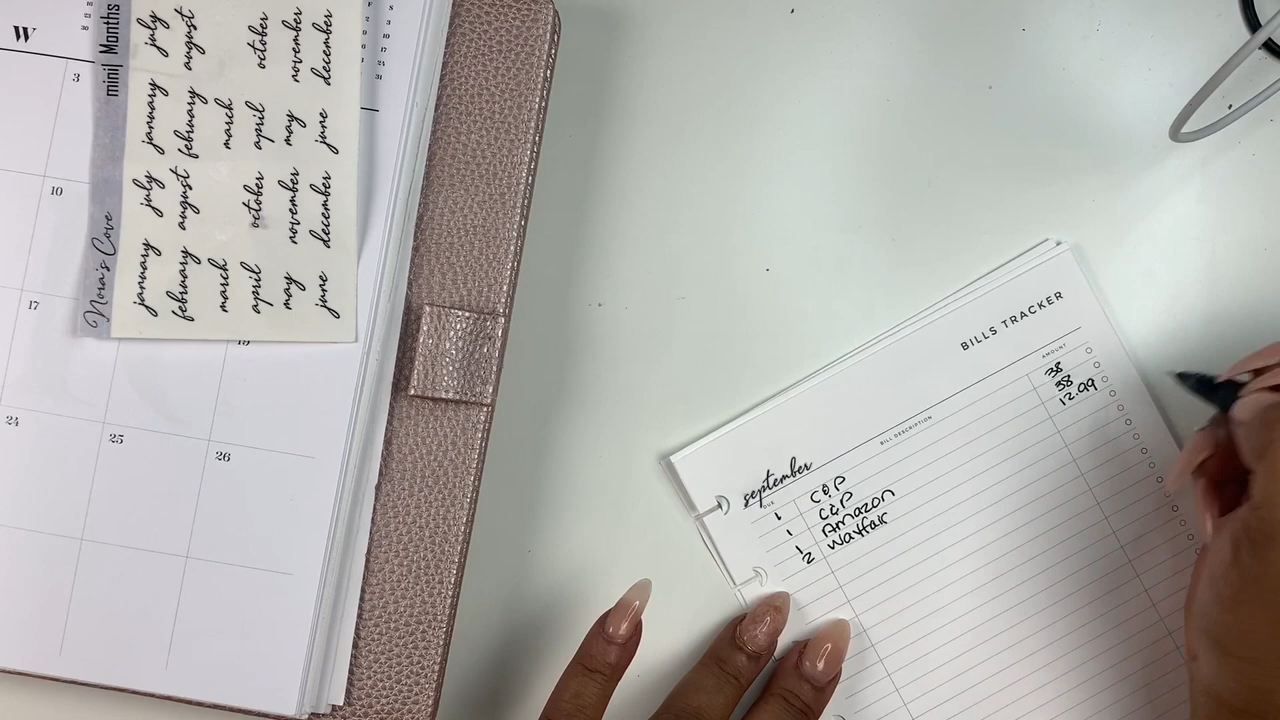 W
3
10
17
19
24
25
26
mini Months
Nora's Cove
january july january july
february august february august
march march
april october april october
may november may november
june december june december
BILLS TRACKER
september
DUE BILL DESCRIPTION AMOUNT
1 C&P 38
1 C&P 38
1 Amazon 12.99
2 Wayfair